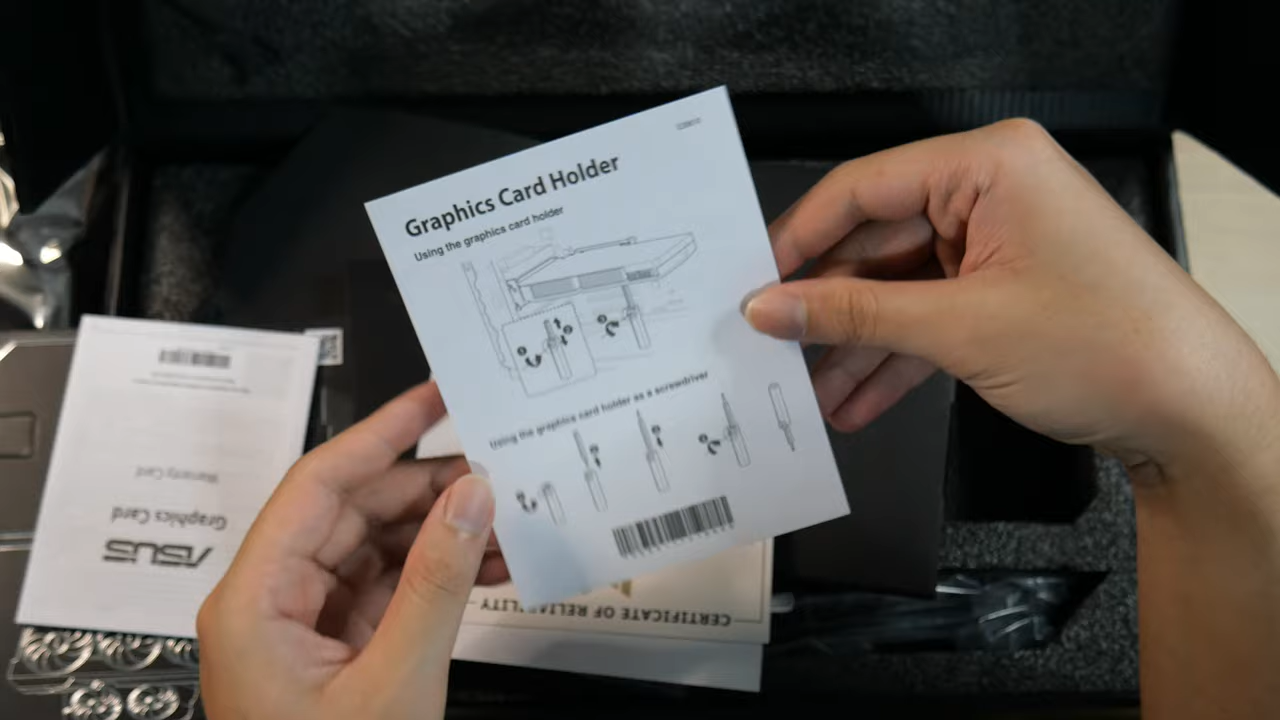 Graphics Card Holder
Using the graphics card holder
Using the graphics card holder as a screwdriver
Warranty Card
Graphics Card
ASUS
CERTIFICATE OF RELIABILITY